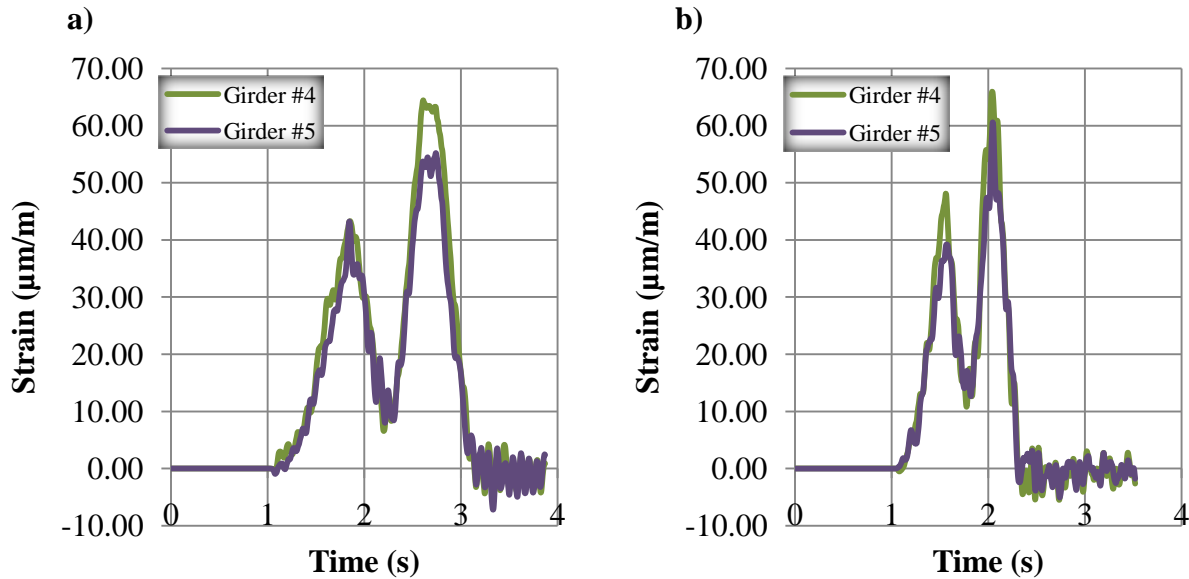 a)
70.00
60.00
50.00
40.00
30.00
20.00
10.00
0.00
-10.00
Strain (µm/m)
Girder #4
Girder #5
0 1 2 3 4
Time (s)
b)
70.00
60.00
50.00
40.00
30.00
20.00
10.00
0.00
-10.00
Strain (µm/m)
Girder #4
Girder #5
0 1 2 3 4
Time (s)